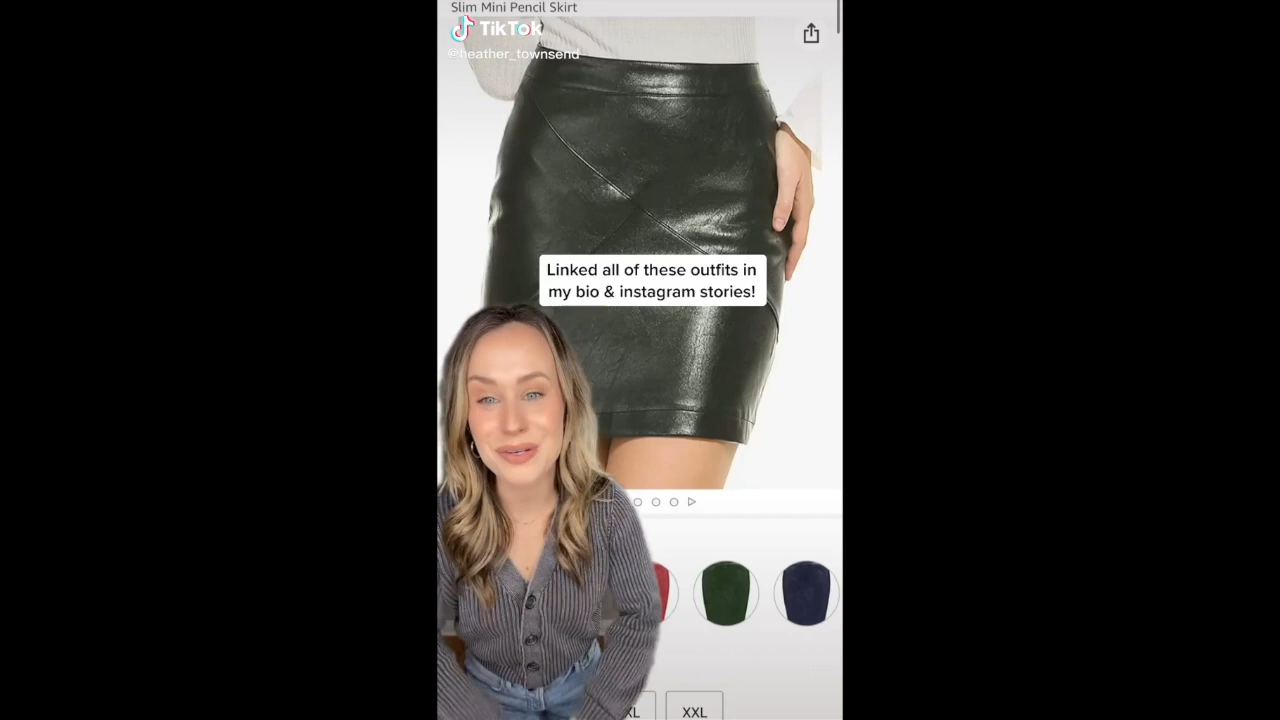 Slim Mini Pencil Skirt
TikTok
@heather_townsend
Linked all of these outfits in
my bio & instagram stories!
XL
XXL